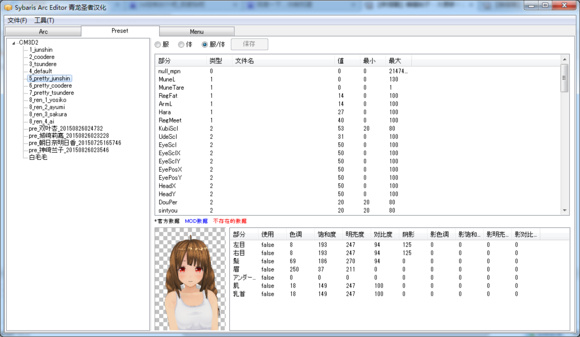 Sybaris Arc Editor 青龙圣者汉化
文件(F) 工具(T)
Arc Preset Menu
CM3D2
1_junshin
2_coodere
3_tsundere
4_default
5_pretty_junshin
6_pretty_coodere
7_pretty_tsundere
8_ren_1_yosiko
8_ren_2_ayumi
8_ren_3_sakura
8_ren_4_ai
pre_双叶杏_20150826024732
pre_城崎莉嘉_20150826023228
pre_朝日奈明日香_20150725165746
pre_神崎兰子_20150826023546
白毛毛
服 体 服/体 保存
部分 类型 文件名 值 最小 最大
null_mpn 0 0 0 21474...
MuneL 1 0 0 130
MuneTare 1 0 0 1
RegFat 1 14 0 100
ArmL 1 14 0 100
Hara 1 27 0 100
RegMeet 1 40 0 100
KubiScl 2 53 20 80
UdeScl 2 31 0 100
EyeScl 2 50 0 100
EyeSclX 2 50 0 100
EyeSclY 2 50 0 100
EyePosX 2 50 0 100
EyePosY 2 50 0 100
HeadX 2 50 0 100
HeadY 2 50 0 100
DouPer 2 20 20 80
sintyou 2 20 20 80
*官方数据 MOD数据 不存在的数据
部分 使用 色调 饱和度 明亮度 对比度 阴影 影色调 影饱和... 影明亮... 影对比...
左目 false 8 193 247 94 125 0 0 0 0
右目 false 8 193 247 94 125 0 0 0 0
髪 false 69 186 270 94 0 0 0 0 0
眉 false 250 37 211 0 0 0 0 0 0
アンダー... false 0 0 0 0 0 0 0 0 0
肌 false 18 149 247 100 0 0 0 0 0
乳首 false 18 149 247 100 0 0 0 0 0